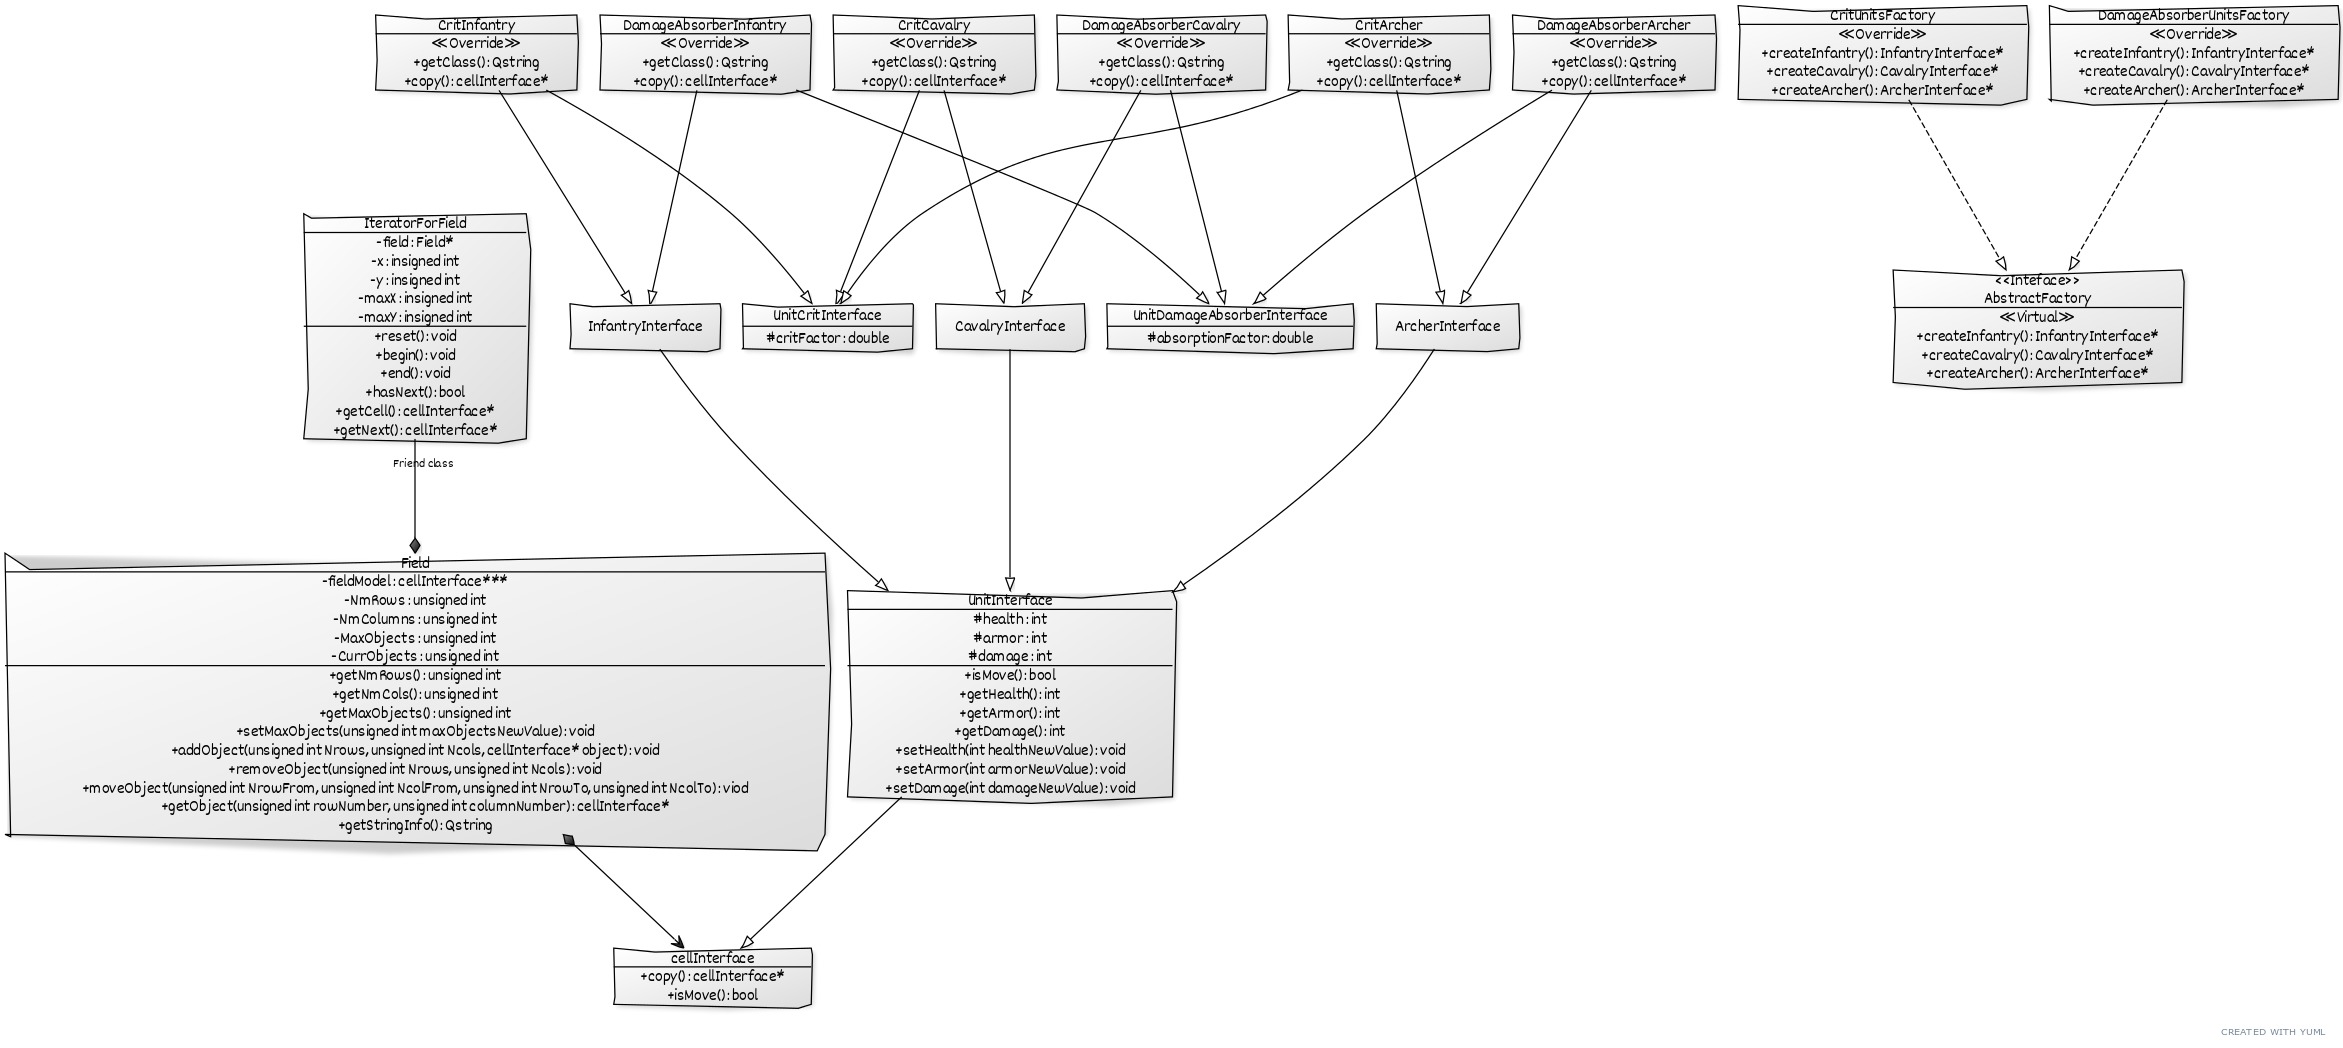 CritInfantry
≪Override≫
+getClass(): Qstring
+copy(): cellInterface*
DamageAbsorberInfantry
≪Override≫
+getClass(): Qstring
+copy(): cellInterface*
CritCavalry
≪Override≫
+getClass(): Qstring
+copy(): cellInterface*
DamageAbsorberCavalry
≪Override≫
+getClass(): Qstring
+copy(): cellInterface*
CritArcher
≪Override≫
+getClass(): Qstring
+copy(): cellInterface*
DamageAbsorberArcher
≪Override≫
+getClass(): Qstring
+copy(): cellInterface*
CritUnitsFactory
≪Override≫
+createInfantry(): InfantryInterface*
+createCavalry(): CavalryInterface*
+createArcher(): ArcherInterface*
DamageAbsorberUnitsFactory
≪Override≫
+createInfantry(): InfantryInterface*
+createCavalry(): CavalryInterface*
+createArcher(): ArcherInterface*
IteratorForField
-field: Field*
-x: insigned int
-y: insigned int
-maxX: insigned int
-maxY: insigned int
+reset(): void
+begin(): void
+end(): void
+hasNext(): bool
+getCell(): cellInterface*
+getNext(): cellInterface*
InfantryInterface
UnitCritInterface
#critFactor: double
CavalryInterface
UnitDamageAbsorberInterface
#absorptionFactor: double
ArcherInterface
<<Inteface>>
AbstractFactory
≪Virtual≫
+createInfantry(): InfantryInterface*
+createCavalry(): CavalryInterface*
+createArcher(): ArcherInterface*
Friend class
Field
-fieldModel: cellInterface***
-NmRows: unsigned int
-NmColumns: unsigned int
-MaxObjects: unsigned int
-CurrObjects: unsigned int
+getNmRows(): unsigned int
+getNmCols(): unsigned int
+getMaxObjects(): unsigned int
+setMaxObjects(unsigned int maxObjectsNewValue): void
+addObject(unsigned int Nrows, unsigned int Ncols, cellInterface* object): void
+removeObject(unsigned int Nrows, unsigned int Ncols): void
+moveObject(unsigned int NrowFrom, unsigned int NcolFrom, unsigned int NrowTo, unsigned int NcolTo): viod
+getObject(unsigned int rowNumber, unsigned int columnNumber): cellInterface*
+getStringInfo(): Qstring
UnitInterface
#health: int
#armor: int
#damage: int
+isMove(): bool
+getHealth(): int
+getArmor(): int
+getDamage(): int
+setHealth(int healthNewValue): void
+setArmor(int armorNewValue): void
+setDamage(int damageNewValue): void
cellInterface
+copy(): cellInterface*
+isMove(): bool
CREATED WITH YUML